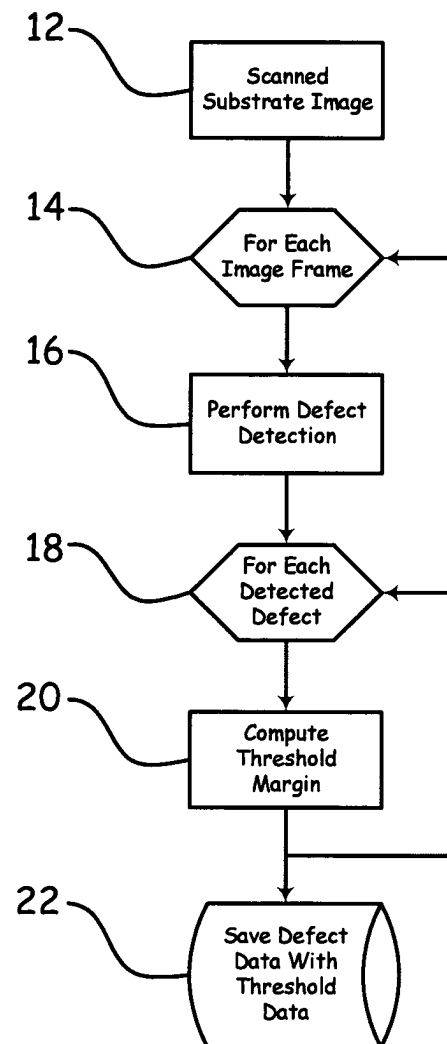 12
Scanned
Substrate Image
14
For Each
Image Frame
16
Perform Defect
Detection
18
For Each
Detected
Defect
20
Compute
Threshold
Margin
22
Save Defect
Data With
Threshold
Data